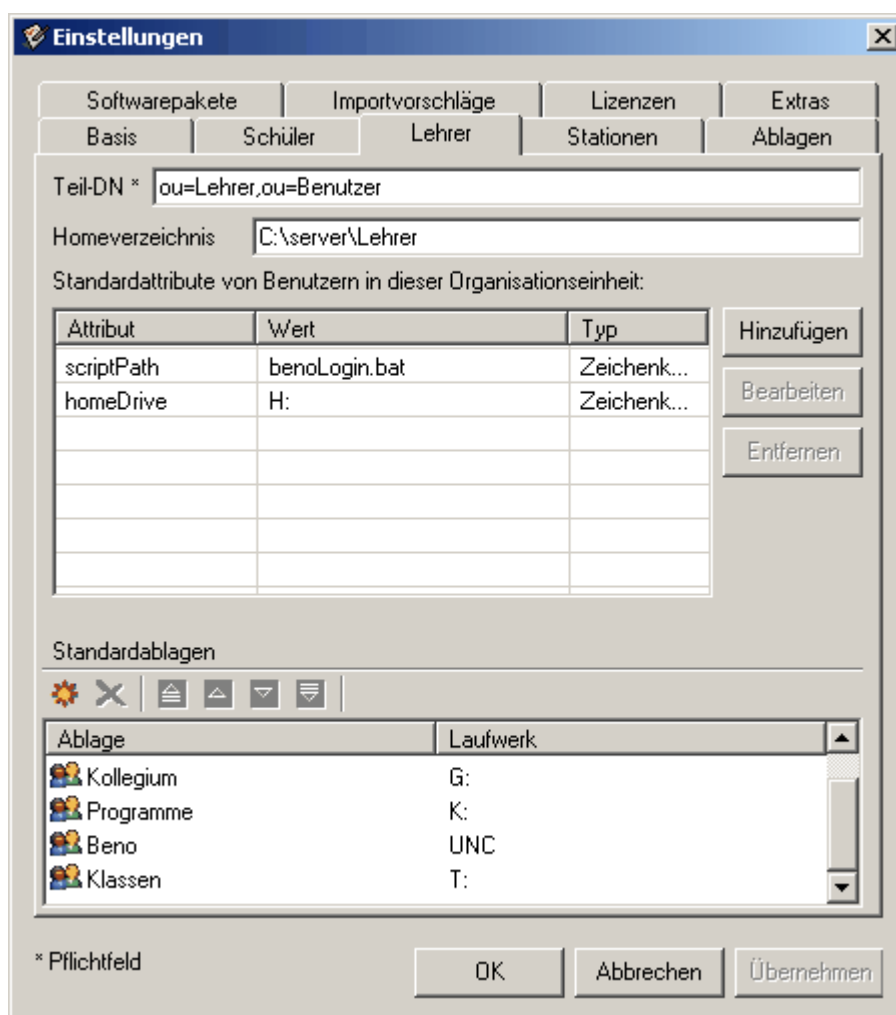 Einstellungen
Softwarepakete Importvorschläge Lizenzen Extras
Basis Schüler Lehrer Stationen Ablagen
Teil-DN * ou=Lehrer,ou=Benutzer
Homeverzeichnis C:\server\Lehrer
Standardattribute von Benutzern in dieser Organisationseinheit:
Attribut Wert Typ Hinzufügen
scriptPath benoLogin.bat Zeichenk...
homeDrive H: Zeichenk... Bearbeiten
Entfernen
Standardablagen
Ablage Laufwerk
Kollegium G:
Programme K:
Beno UNC
Klassen T:
* Pflichtfeld OK Abbrechen Übernehmen